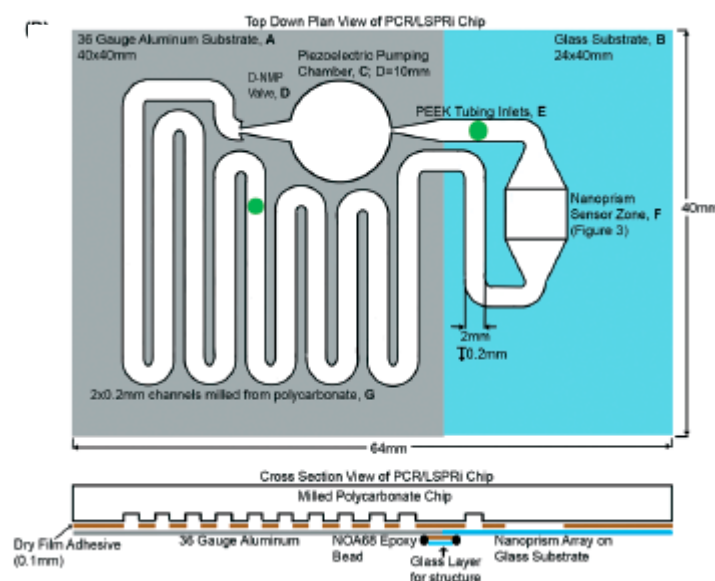 Top Down Plan View of PCR/LSPRi Chip
36 Gauge Aluminum Substrate, A
40x40mm
Piezoelectric Pumping
Chamber, C; D=10mm
Glass Substrate, B
24x40mm
D-NMP
Valve, D
PEEK Tubing Inlets, E
Nanoprism
Sensor Zone, F
(Figure 3)
40mm
2mm
0.2mm
2x0.2mm channels milled from polycarbonate, G
64mm
Cross Section View of PCR/LSPRi Chip
Milled Polycarbonate Chip
Dry Film Adhesive
(0.1mm)
36 Gauge Aluminum
NOA68 Epoxy
Bead
Glass Layer
for structure
Nanoprism Array on
Glass Substrate